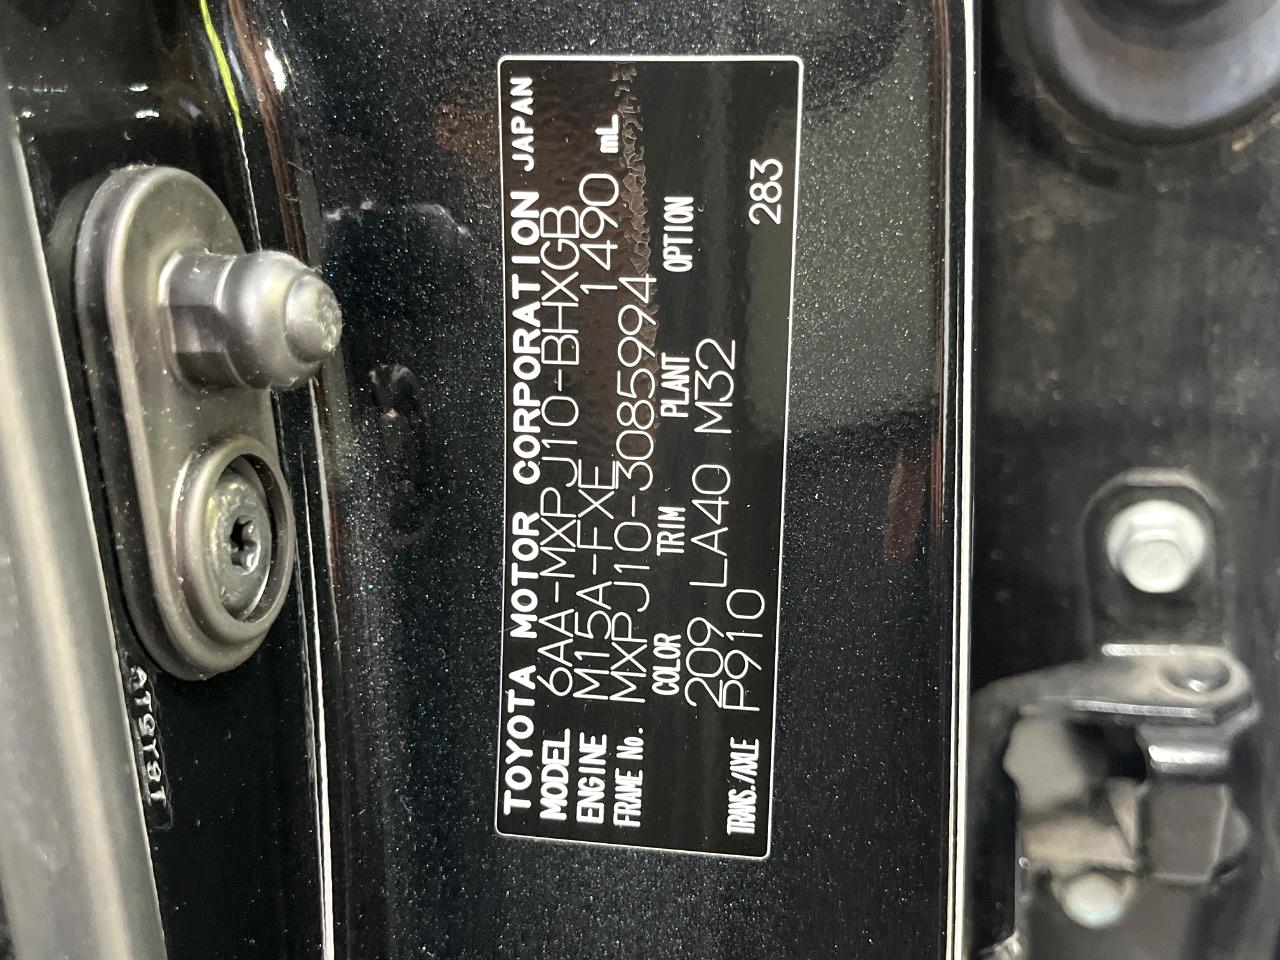 TOYOTA MOTOR CORPORATION JAPAN
MODEL 6AA-MXPJ10-BHXGB
ENGINE M15A-FXE 1490 mL
FRAME No. MXPJ10-3085994
COLOR TRIM PLANT OPTION
209 LA40 M32
TRANS./AXLE P910 283